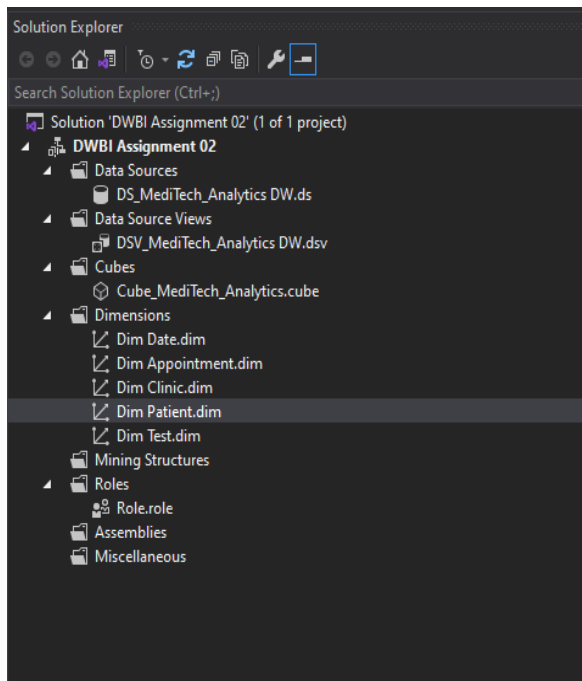 Solution Explorer
Search Solution Explorer (Ctrl+;)
Solution 'DWBI Assignment 02' (1 of 1 project)
DWBI Assignment 02
Data Sources
DS_MediTech_Analytics DW.ds
Data Source Views
DSV_MediTech_Analytics DW.dsv
Cubes
Cube_MediTech_Analytics.cube
Dimensions
Dim Date.dim
Dim Appointment.dim
Dim Clinic.dim
Dim Patient.dim
Dim Test.dim
Mining Structures
Roles
Role.role
Assemblies
Miscellaneous